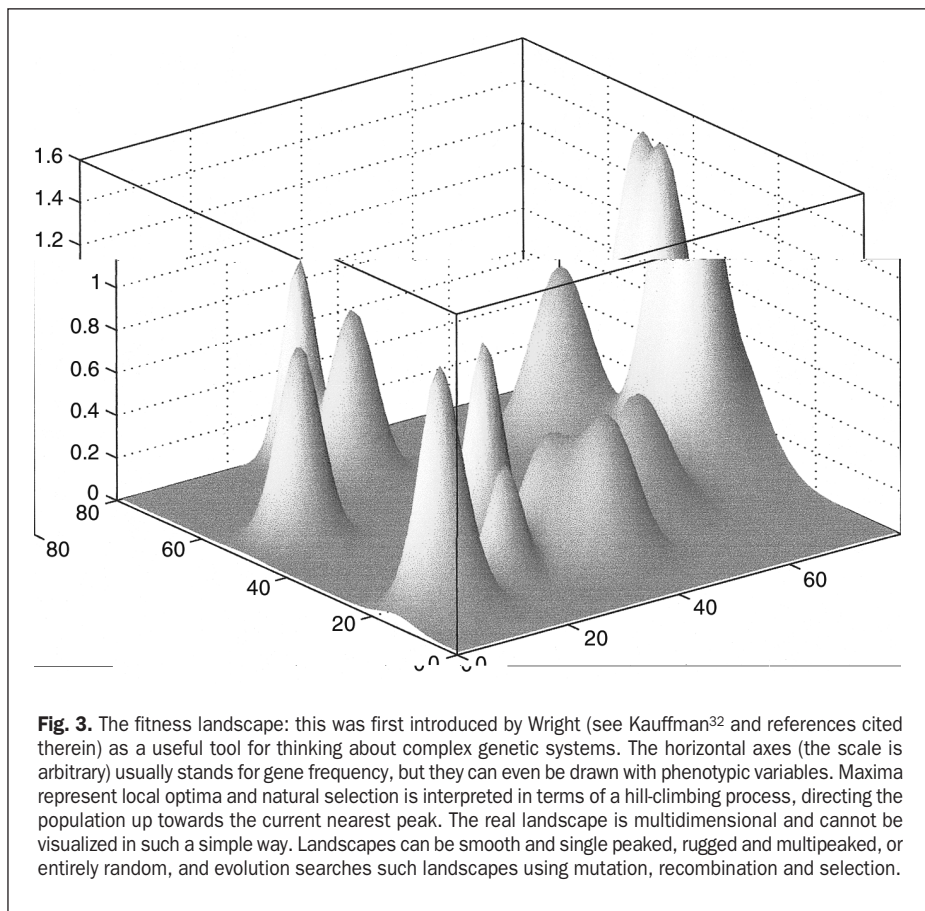 1.6
1.4
1.2
1
0.8
0.6
0.4
0.2
0
80
80
60
40
20
20
40
60
Fig. 3. The fitness landscape: this was first introduced by Wright (see Kauffman32 and references cited
therein) as a useful tool for thinking about complex genetic systems. The horizontal axes (the scale is
arbitrary) usually stands for gene frequency, but they can even be drawn with phenotypic variables. Maxima
represent local optima and natural selection is interpreted in terms of a hill-climbing process, directing the
population up towards the current nearest peak. The real landscape is multidimensional and cannot be
visualized in such a simple way. Landscapes can be smooth and single peaked, rugged and multipeaked, or
entirely random, and evolution searches such landscapes using mutation, recombination and selection.